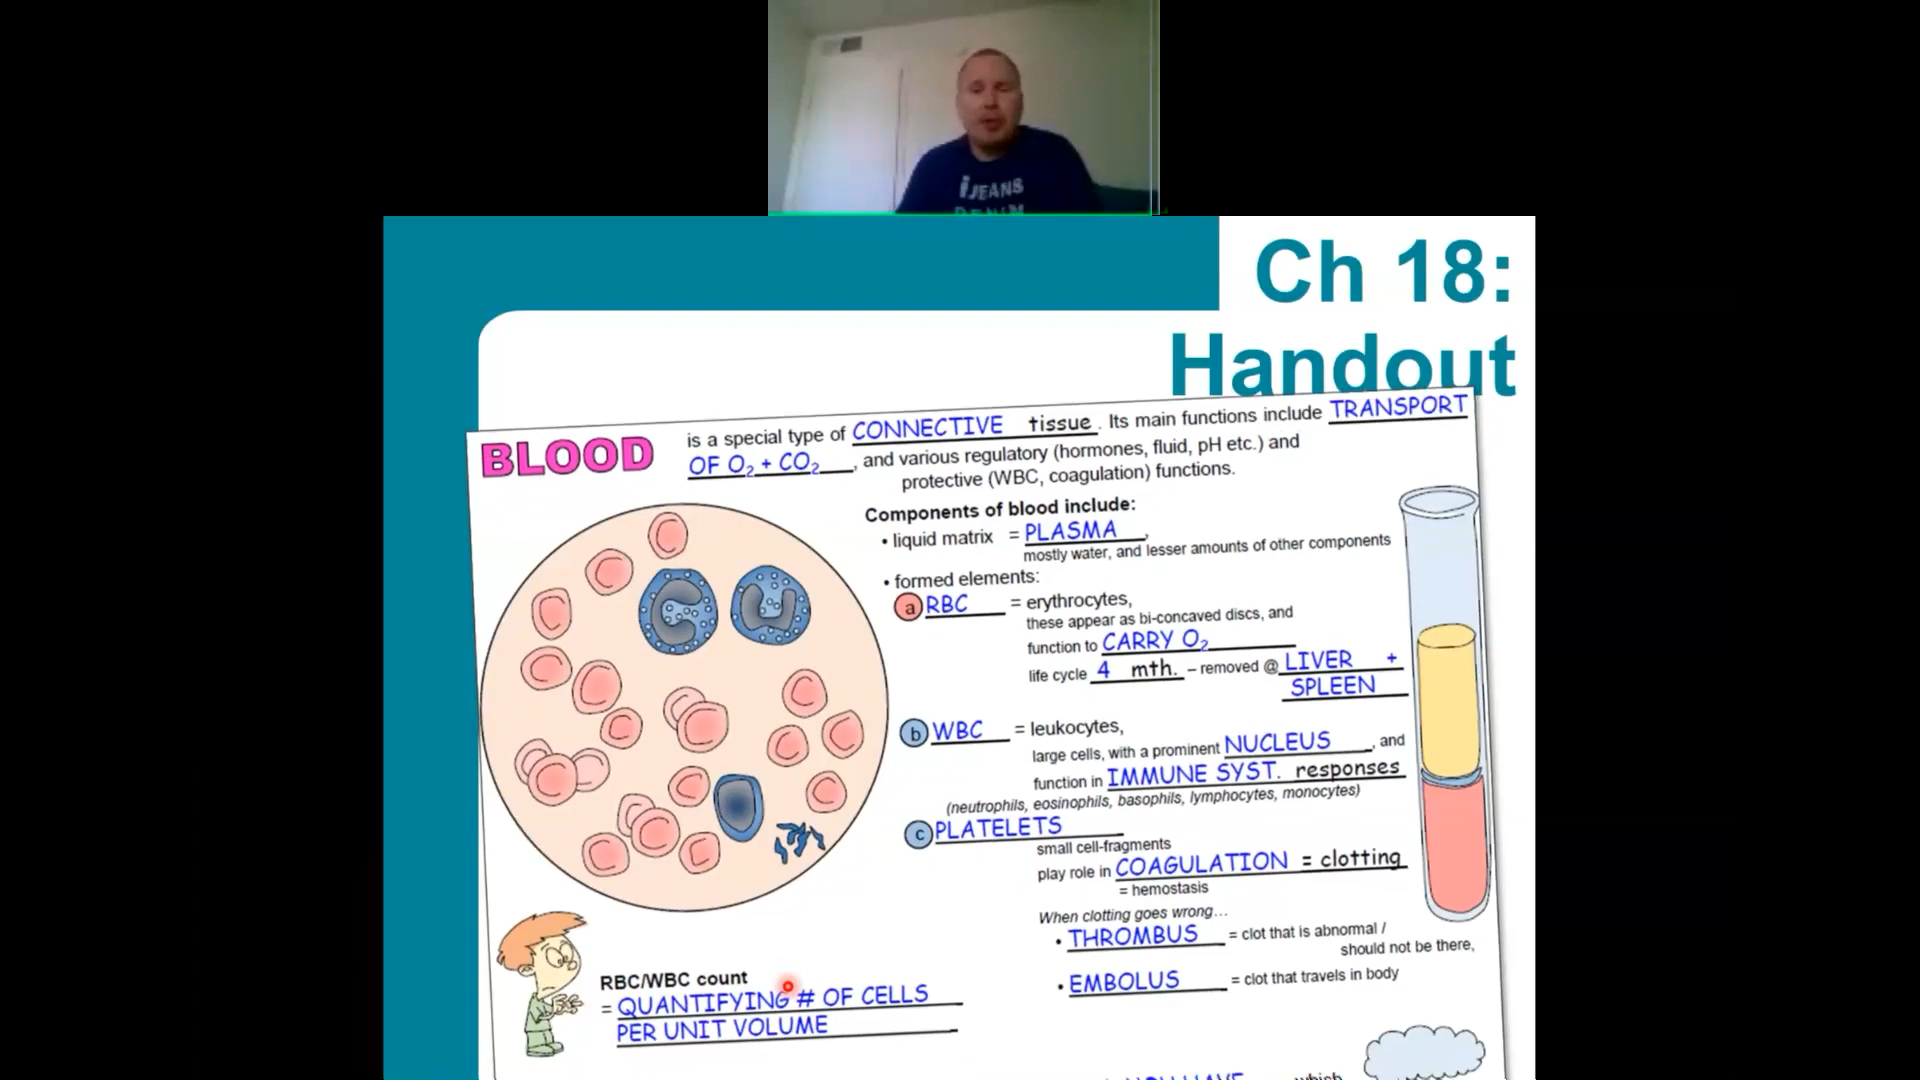 iJEANS
DENIM
Ch 18:
Handout
BLOOD is a special type of CONNECTIVE tissue. Its main functions include TRANSPORT
OF O₂ + CO₂, and various regulatory (hormones, fluid, pH etc.) and
protective (WBC, coagulation) functions.
Components of blood include:
• liquid matrix = PLASMA,
mostly water, and lesser amounts of other components
• formed elements:
a RBC = erythrocytes,
these appear as bi-concaved discs, and
function to CARRY O₂
life cycle 4 mth. – removed @ LIVER +
SPLEEN
b WBC = leukocytes,
large cells, with a prominent NUCLEUS, and
function in IMMUNE SYST. responses
(neutrophils, eosinophils, basophils, lymphocytes, monocytes)
c PLATELETS
small cell-fragments
play role in COAGULATION = clotting
= hemostasis
When clotting goes wrong…
• THROMBUS = clot that is abnormal /
should not be there,
• EMBOLUS = clot that travels in body
RBC/WBC count
= QUANTIFYING # OF CELLS
PER UNIT VOLUME
which